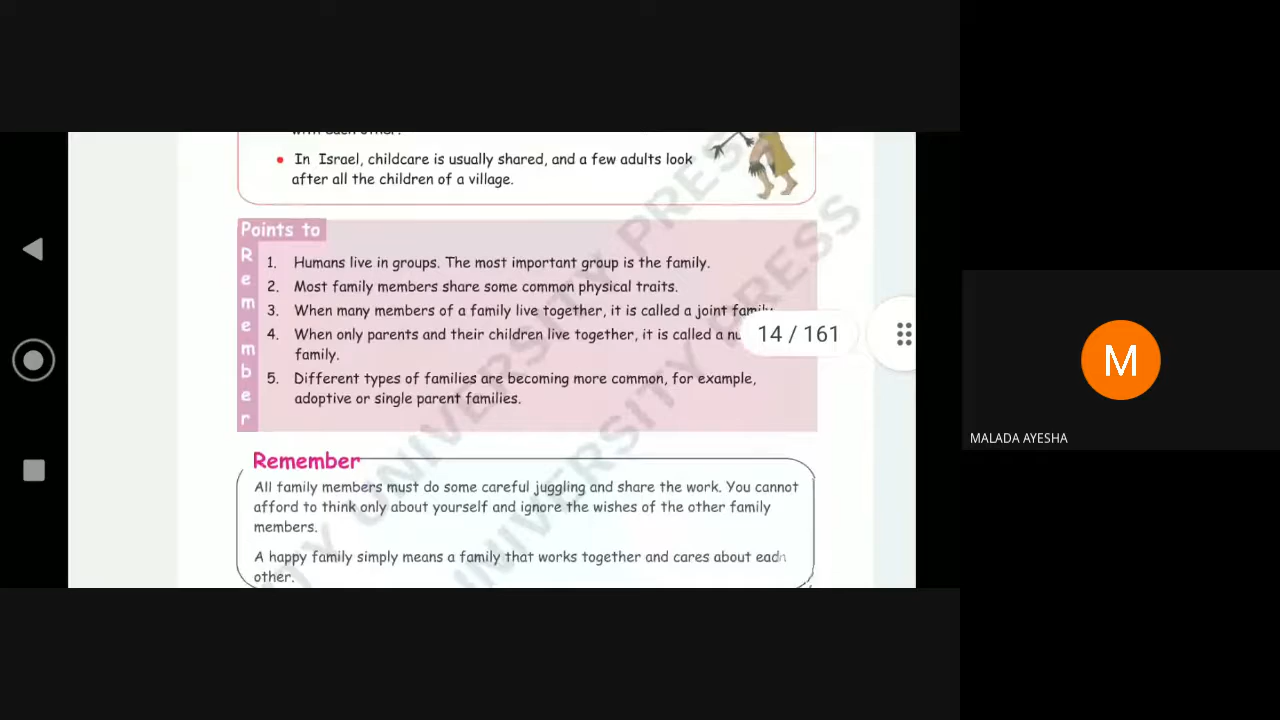 In Israel, childcare is usually shared, and a few adults look
after all the children of a village.
Points to
Remember
1. Humans live in groups. The most important group is the family.
2. Most family members share some common physical traits.
3. When many members of a family live together, it is called a joint family.
4. When only parents and their children live together, it is called a nu
family.
5. Different types of families are becoming more common, for example,
adoptive or single parent families.
14 / 161
Remember
All family members must do some careful juggling and share the work. You cannot
afford to think only about yourself and ignore the wishes of the other family
members.
A happy family simply means a family that works together and cares about each
other.
UNIVERSITY PRESS
UNIVERSITY PRESS
M
MALADA AYESHA